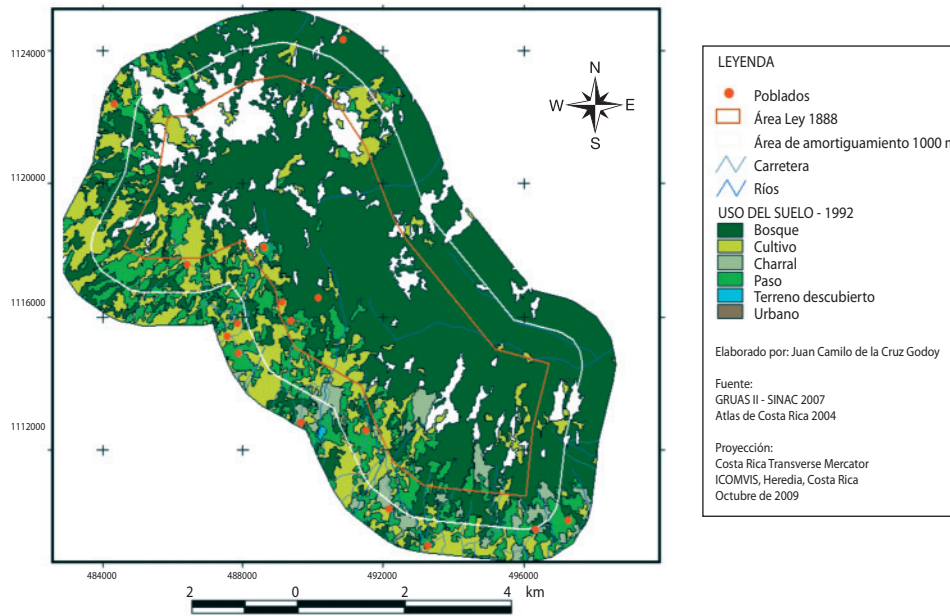 1124000
1120000
1116000
1112000
484000
488000
492000
496000
N
W
E
S
2 0 2 4 km
LEYENDA
Poblados
Área Ley 1888
Área de amortiguamiento 1000 m
Carretera
Ríos
USO DEL SUELO - 1992
Bosque
Cultivo
Charral
Paso
Terreno descubierto
Urbano
Elaborado por: Juan Camilo de la Cruz Godoy
Fuente:
GRUAS II - SINAC 2007
Atlas de Costa Rica 2004
Proyección:
Costa Rica Transverse Mercator
ICOMVIS, Heredia, Costa Rica
Octubre de 2009